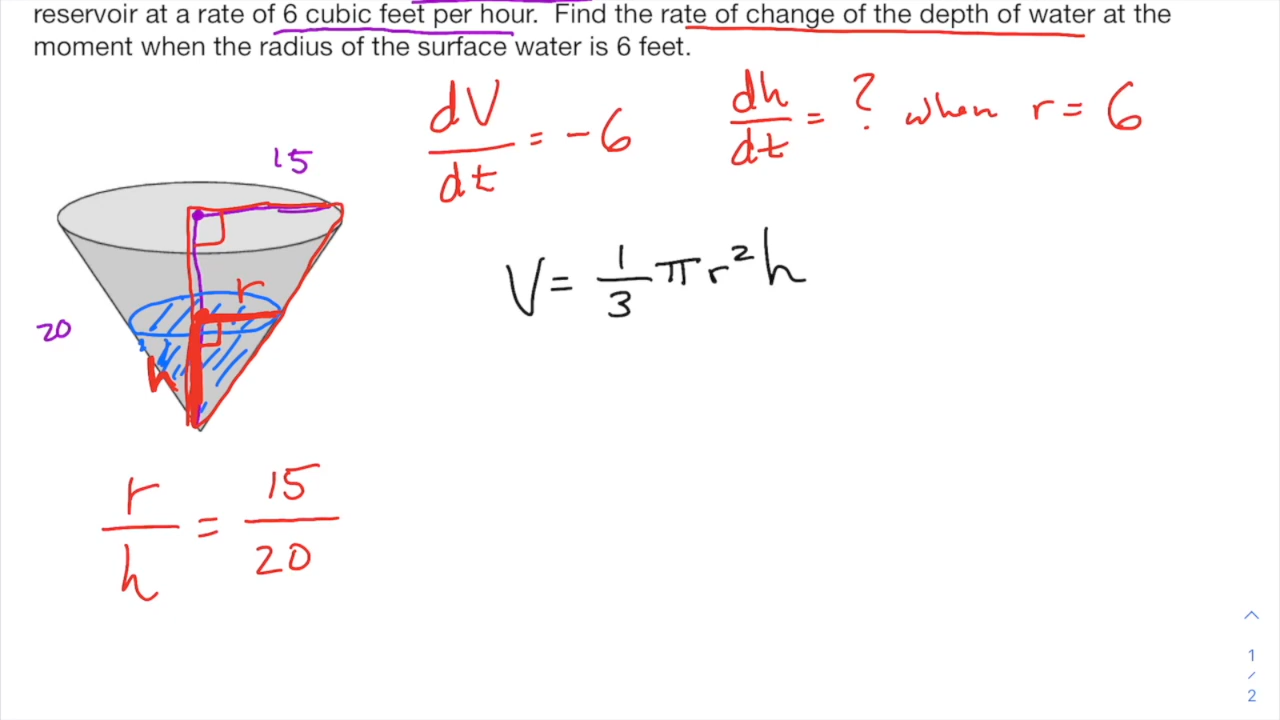 reservoir at a rate of 6 cubic feet per hour. Find the rate of change of the depth of water at the
moment when the radius of the surface water is 6 feet.
dV/dt = -6
dh/dt = ? when r = 6
15
V = 1/3 πr²h
r
20
h
r/h = 15/20
1
/
2